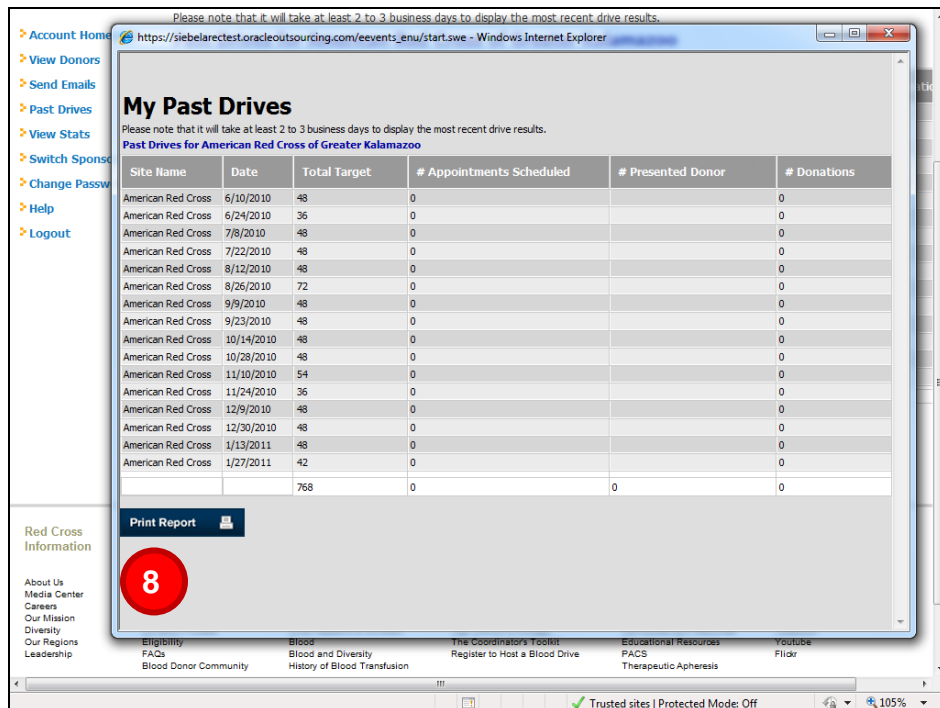 Please note that it will take at least 2 to 3 business days to display the most recent drive results.
Account Home
View Donors
Send Emails
Past Drives
View Stats
Switch Sponso
Change Passw
Help
Logout
https://siebelarectest.oracleoutsourcing.com/eevents_enu/start.swe - Windows Internet Explorer
My Past Drives
Please note that it will take at least 2 to 3 business days to display the most recent drive results.
Past Drives for American Red Cross of Greater Kalamazoo
Site Name Date Total Target # Appointments Scheduled # Presented Donor # Donations
American Red Cross 6/10/2010 48 0 0
American Red Cross 6/24/2010 36 0 0
American Red Cross 7/8/2010 48 0 0
American Red Cross 7/22/2010 48 0 0
American Red Cross 8/12/2010 48 0 0
American Red Cross 8/26/2010 72 0 0
American Red Cross 9/9/2010 48 0 0
American Red Cross 9/23/2010 48 0 0
American Red Cross 10/14/2010 48 0 0
American Red Cross 10/28/2010 48 0 0
American Red Cross 11/10/2010 54 0 0
American Red Cross 11/24/2010 36 0 0
American Red Cross 12/9/2010 48 0 0
American Red Cross 12/30/2010 48 0 0
American Red Cross 1/13/2011 48 0 0
American Red Cross 1/27/2011 42 0 0
768 0 0 0
Print Report
8
Red Cross
Information
About Us
Media Center
Careers
Our Mission
Diversity
Our Regions
Leadership
Eligibility
FAQs
Blood Donor Community
Blood
Blood and Diversity
History of Blood Transfusion
The Coordinator's Toolkit
Register to Host a Blood Drive
Educational Resources
PACS
Therapeutic Apheresis
Youtube
Flickr
Trusted sites | Protected Mode: Off
105%